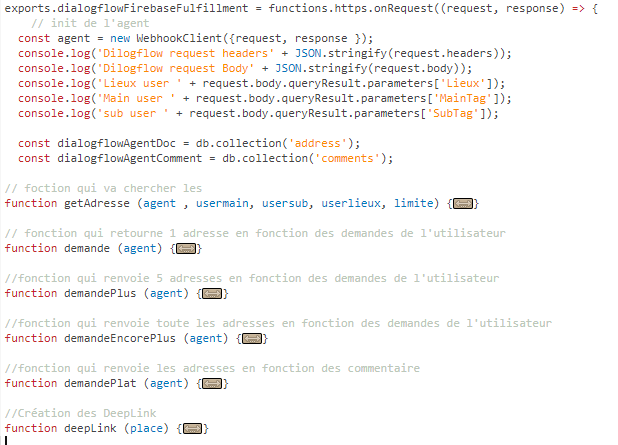 exports.dialogflowFirebaseFulfillment = functions.https.onRequest((request, response) => {
// init de l'agent
const agent = new WebhookClient({request, response });
console.log('Dilogflow request headers' + JSON.stringify(request.headers));
console.log('Dilogflow request Body' + JSON.stringify(request.body));
console.log('Lieux user ' + request.body.queryResult.parameters['Lieux']);
console.log('Main user ' + request.body.queryResult.parameters['MainTag']);
console.log('sub user ' + request.body.queryResult.parameters['SubTag']);
const dialogflowAgentDoc = db.collection('address');
const dialogflowAgentComment = db.collection('comments');
// foction qui va chercher les
function getAdresse (agent , usermain, usersub, userlieux, limite) {}
// fonction qui retourne 1 adresse en fonction des demandes de l'utilisateur
function demande (agent) {}
//fonction qui renvoie 5 adresses en fonction des demandes de l'utilisateur
function demandePlus (agent) {}
//fonction qui renvoie toute les adresses en fonction des demandes de l'utilisateur
function demandeEncorePlus (agent) {}
//fonction qui renvoie les adresses en fonction des commentaire
function demandePlat (agent) {}
//Création des DeepLink
function deepLink (place) {}